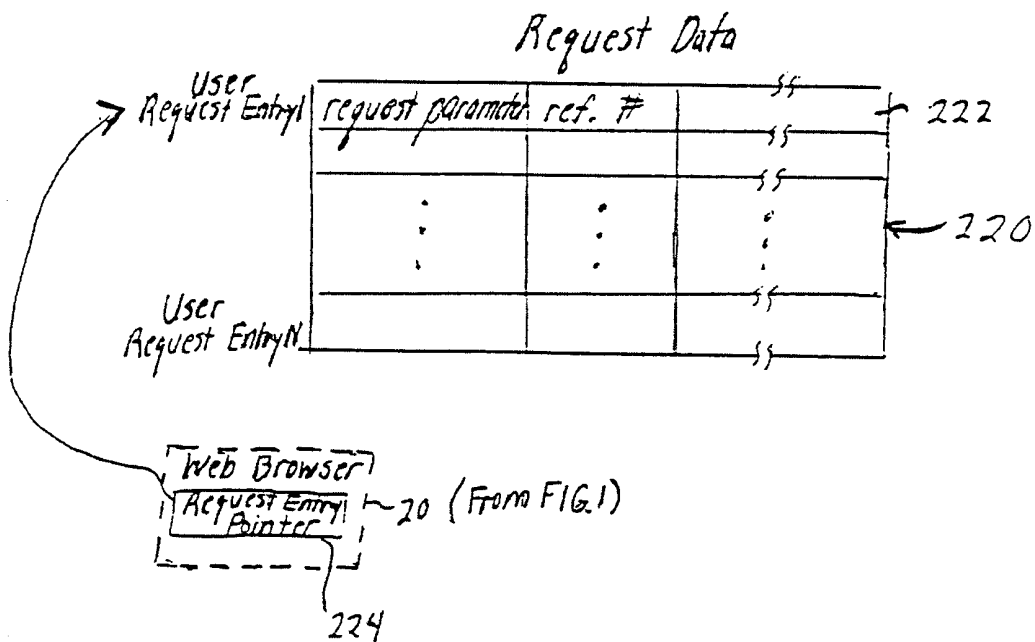 Request Data
User
Request Entry1
request parameter
ref. #
222
220
User
Request EntryN
Web Browser
Request Entry
Pointer
20 (From FIG.1)
224